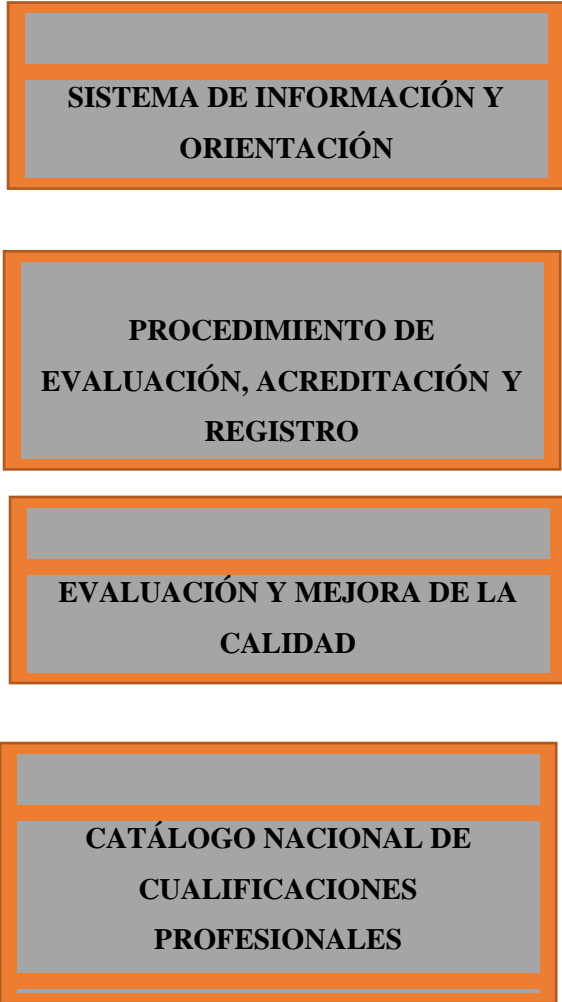 SISTEMA DE INFORMACIÓN Y
ORIENTACIÓN
PROCEDIMIENTO DE
EVALUACIÓN, ACREDITACIÓN Y
REGISTRO
EVALUACIÓN Y MEJORA DE LA
CALIDAD
CATÁLOGO NACIONAL DE
CUALIFICACIONES
PROFESIONALES